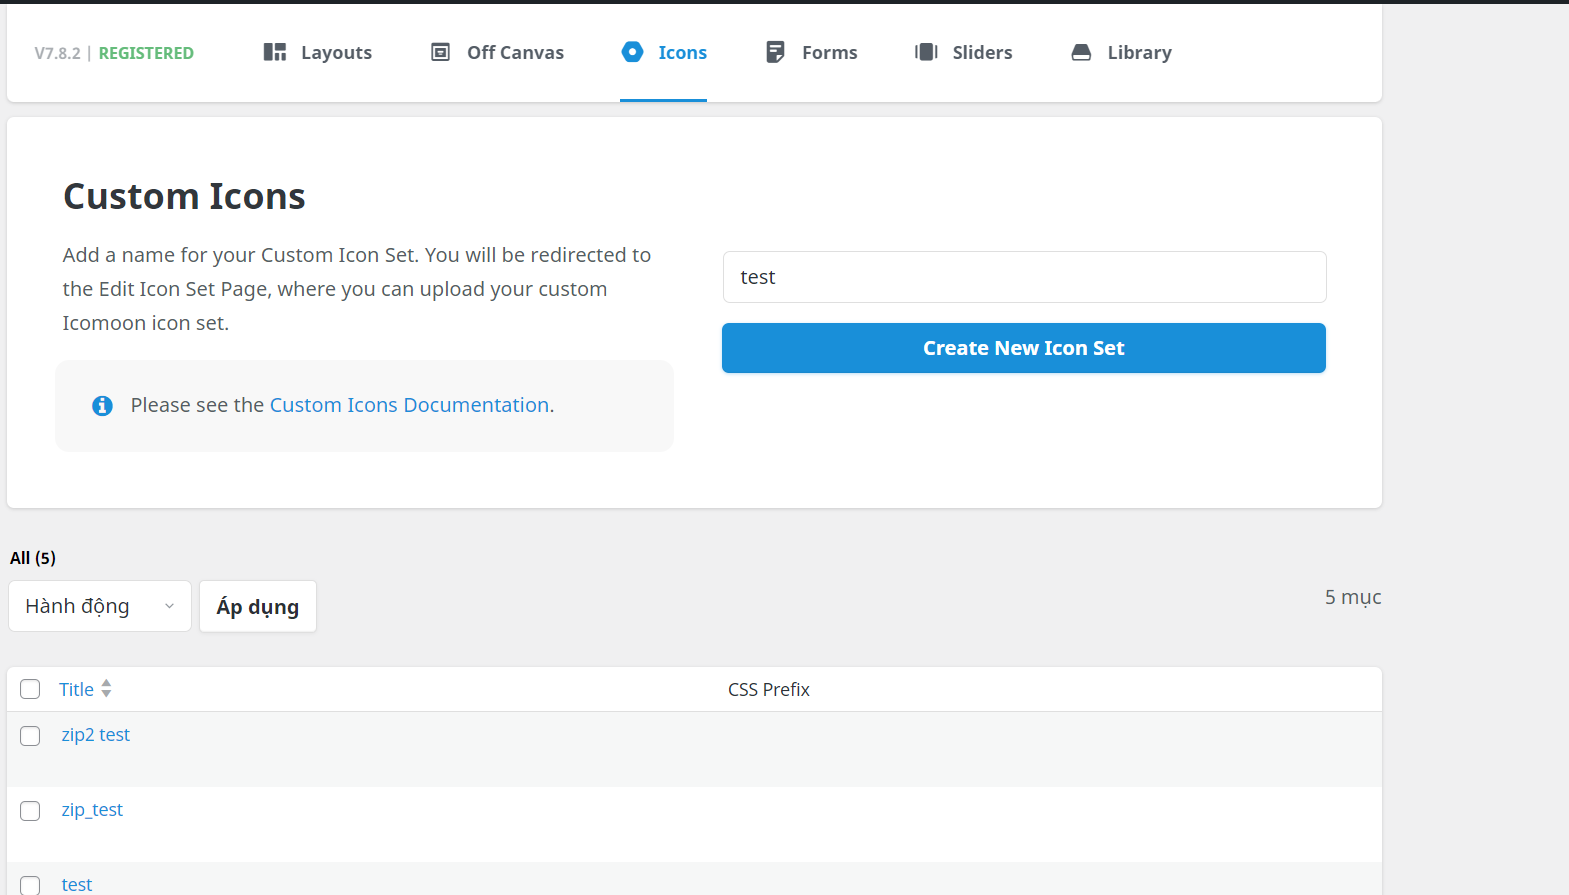 V7.8.2 | REGISTERED Layouts Off Canvas Icons Forms Sliders Library
Custom Icons
Add a name for your Custom Icon Set. You will be redirected to
the Edit Icon Set Page, where you can upload your custom
Icomoon icon set.
Please see the Custom Icons Documentation.
test
Create New Icon Set
All (5)
Hành động Áp dụng
5 mục
Title CSS Prefix
zip2 test
zip_test
test